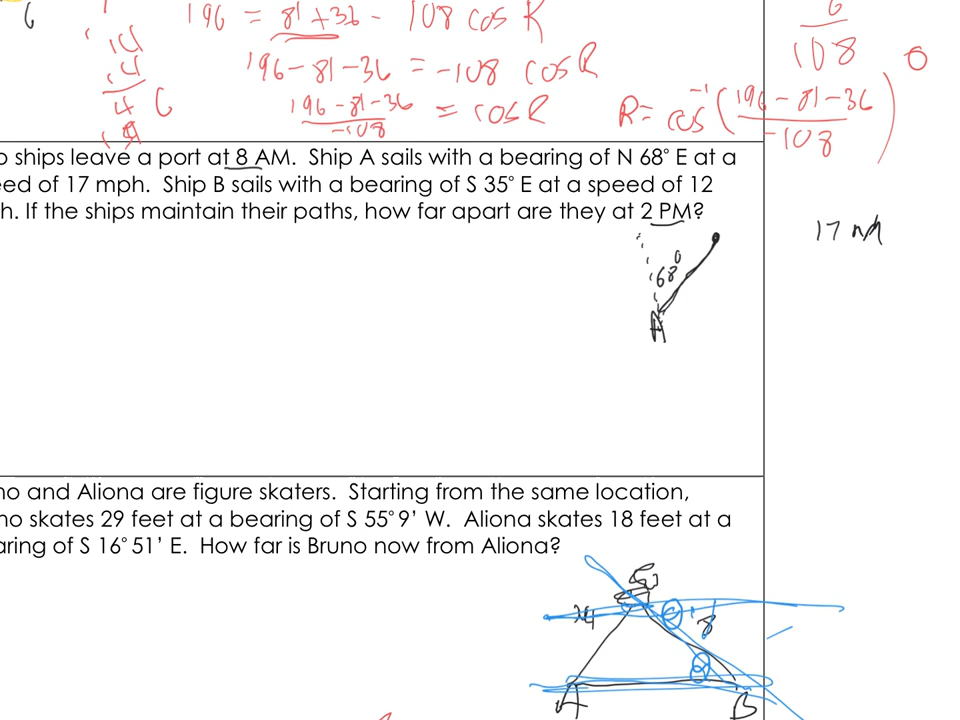 6
196 = 81 + 36 - 108 cos R
14
4
196 - 81 - 36 = -108 cos R
196 - 81 - 36 = cos R
-108
R = cos -1 ( 196 - 81 - 36 )
-108
6
108
0
o ships leave a port at 8 AM. Ship A sails with a bearing of N 68° E at a
eed of 17 mph. Ship B sails with a bearing of S 35° E at a speed of 12
h. If the ships maintain their paths, how far apart are they at 2 PM?
17 mph
68°
A
no and Aliona are figure skaters. Starting from the same location,
no skates 29 feet at a bearing of S 55° 9' W. Aliona skates 18 feet at a
aring of S 16° 51' E. How far is Bruno now from Aliona?
18
A
B